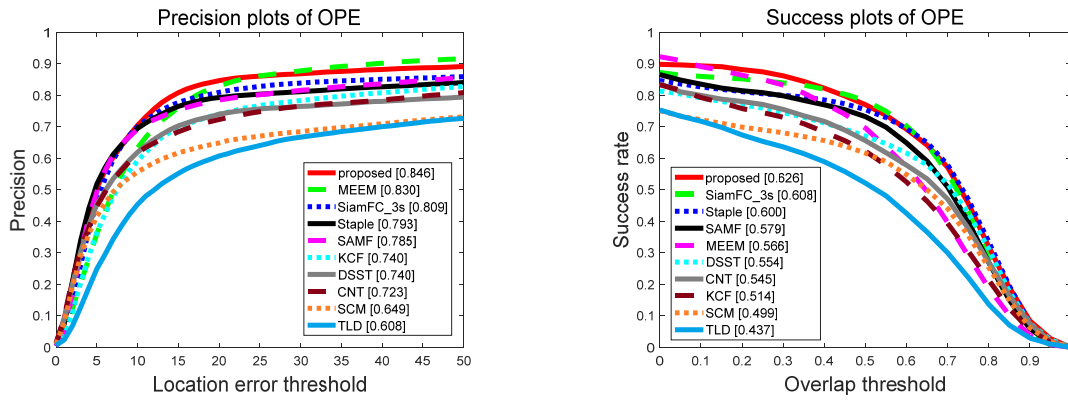 Precision plots of OPE
1
0.9
0.8
0.7
0.6
0.5
0.4
0.3
0.2
0.1
0
Precision
proposed [0.846]
MEEM [0.830]
SiamFC_3s [0.809]
Staple [0.793]
SAMF [0.785]
KCF [0.740]
DSST [0.740]
CNT [0.723]
SCM [0.649]
TLD [0.608]
0 5 10 15 20 25 30 35 40 45 50
Location error threshold
Success plots of OPE
1
0.9
0.8
0.7
0.6
0.5
0.4
0.3
0.2
0.1
0
Success rate
proposed [0.626]
SiamFC_3s [0.608]
Staple [0.600]
SAMF [0.579]
MEEM [0.566]
DSST [0.554]
CNT [0.545]
KCF [0.514]
SCM [0.499]
TLD [0.437]
0 0.1 0.2 0.3 0.4 0.5 0.6 0.7 0.8 0.9
Overlap threshold